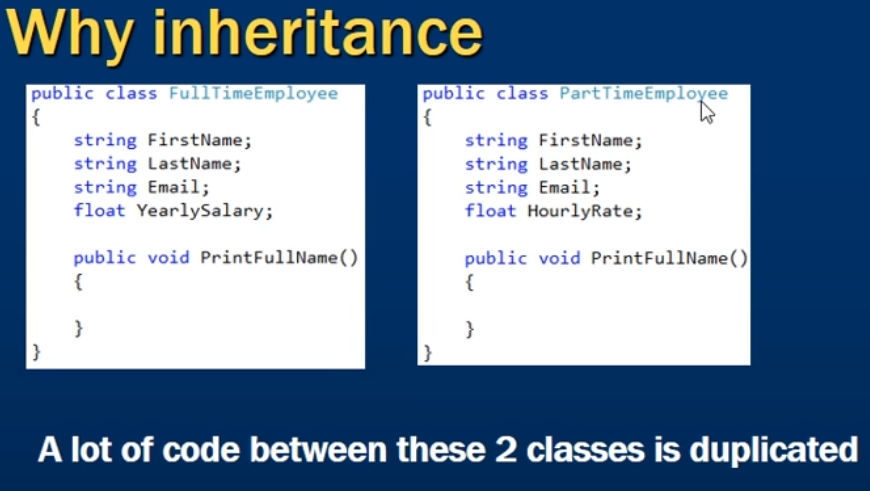 Why inheritance
public class FullTimeEmployee
{
string FirstName;
string LastName;
string Email;
float YearlySalary;
public void PrintFullName()
{
}
}
public class PartTimeEmployee
{
string FirstName;
string LastName;
string Email;
float HourlyRate;
public void PrintFullName()
{
}
}
A lot of code between these 2 classes is duplicated